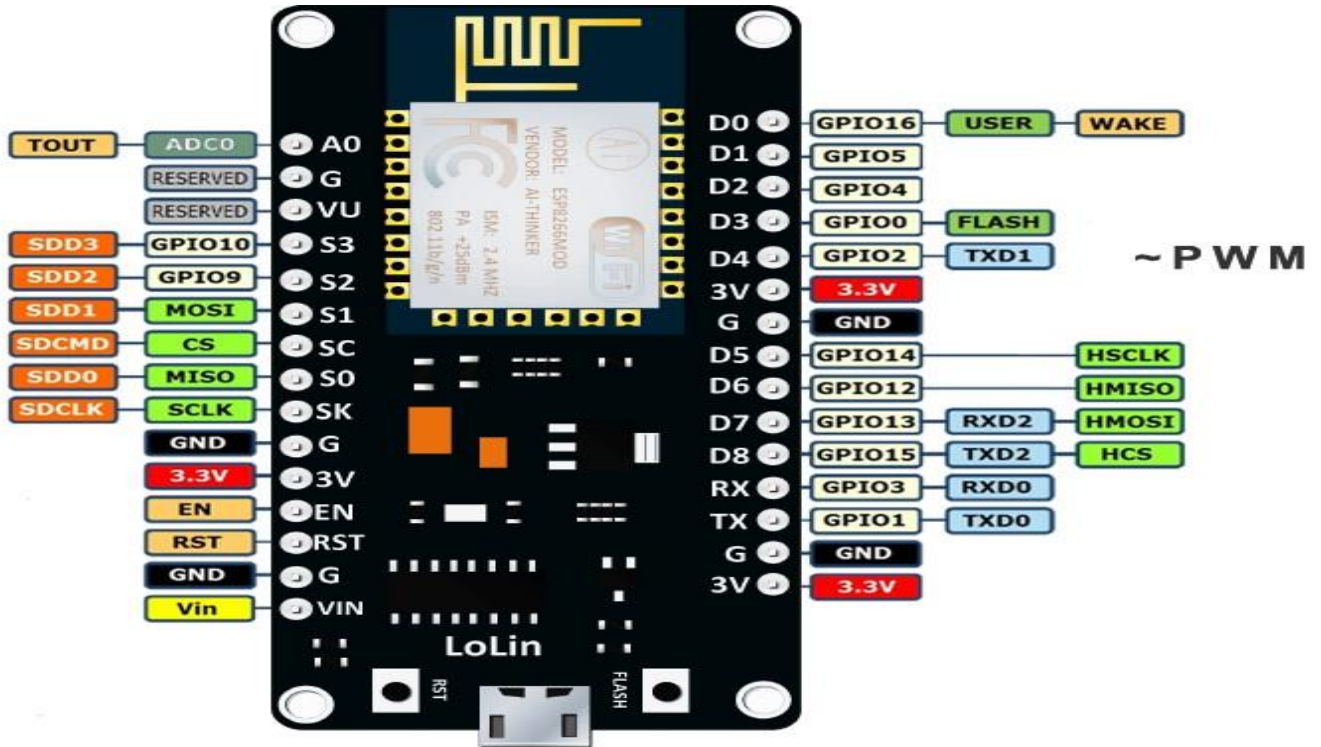 TOUT ADC0 A0
RESERVED G
RESERVED VU
SDD3 GPIO10 S3
SDD2 GPIO9 S2
SDD1 MOSI S1
SDCMD CS SC
SDD0 MISO S0
SDCLK SCLK SK
GND G
3.3V 3V
EN EN
RST RST
GND G
Vin VIN
MODEL: ESP8266MOD
VENDOR: AI-THINKER
ISM: 2.4 MHZ
PA +25dBm
802.11b/g/n
FCC
Wi Fi
D0 GPIO16 USER WAKE
D1 GPIO5
D2 GPIO4
D3 GPIO0 FLASH
D4 GPIO2 TXD1
3V 3.3V
G GND
D5 GPIO14 HSCLK
D6 GPIO12 HMISO
D7 GPIO13 RXD2 HMOSI
D8 GPIO15 TXD2 HCS
RX GPIO3 RXD0
TX GPIO1 TXD0
G GND
3V 3.3V
~PWM
LoLin
RST
FLASH